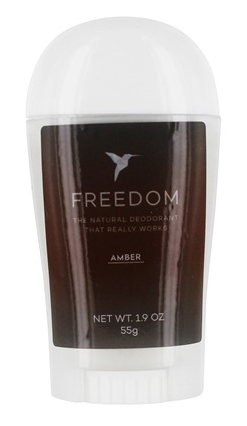 FREEDOM
THE NATURAL DEODORANT
THAT REALLY WORKS
AMBER
NET WT. 1.9 OZ
55g